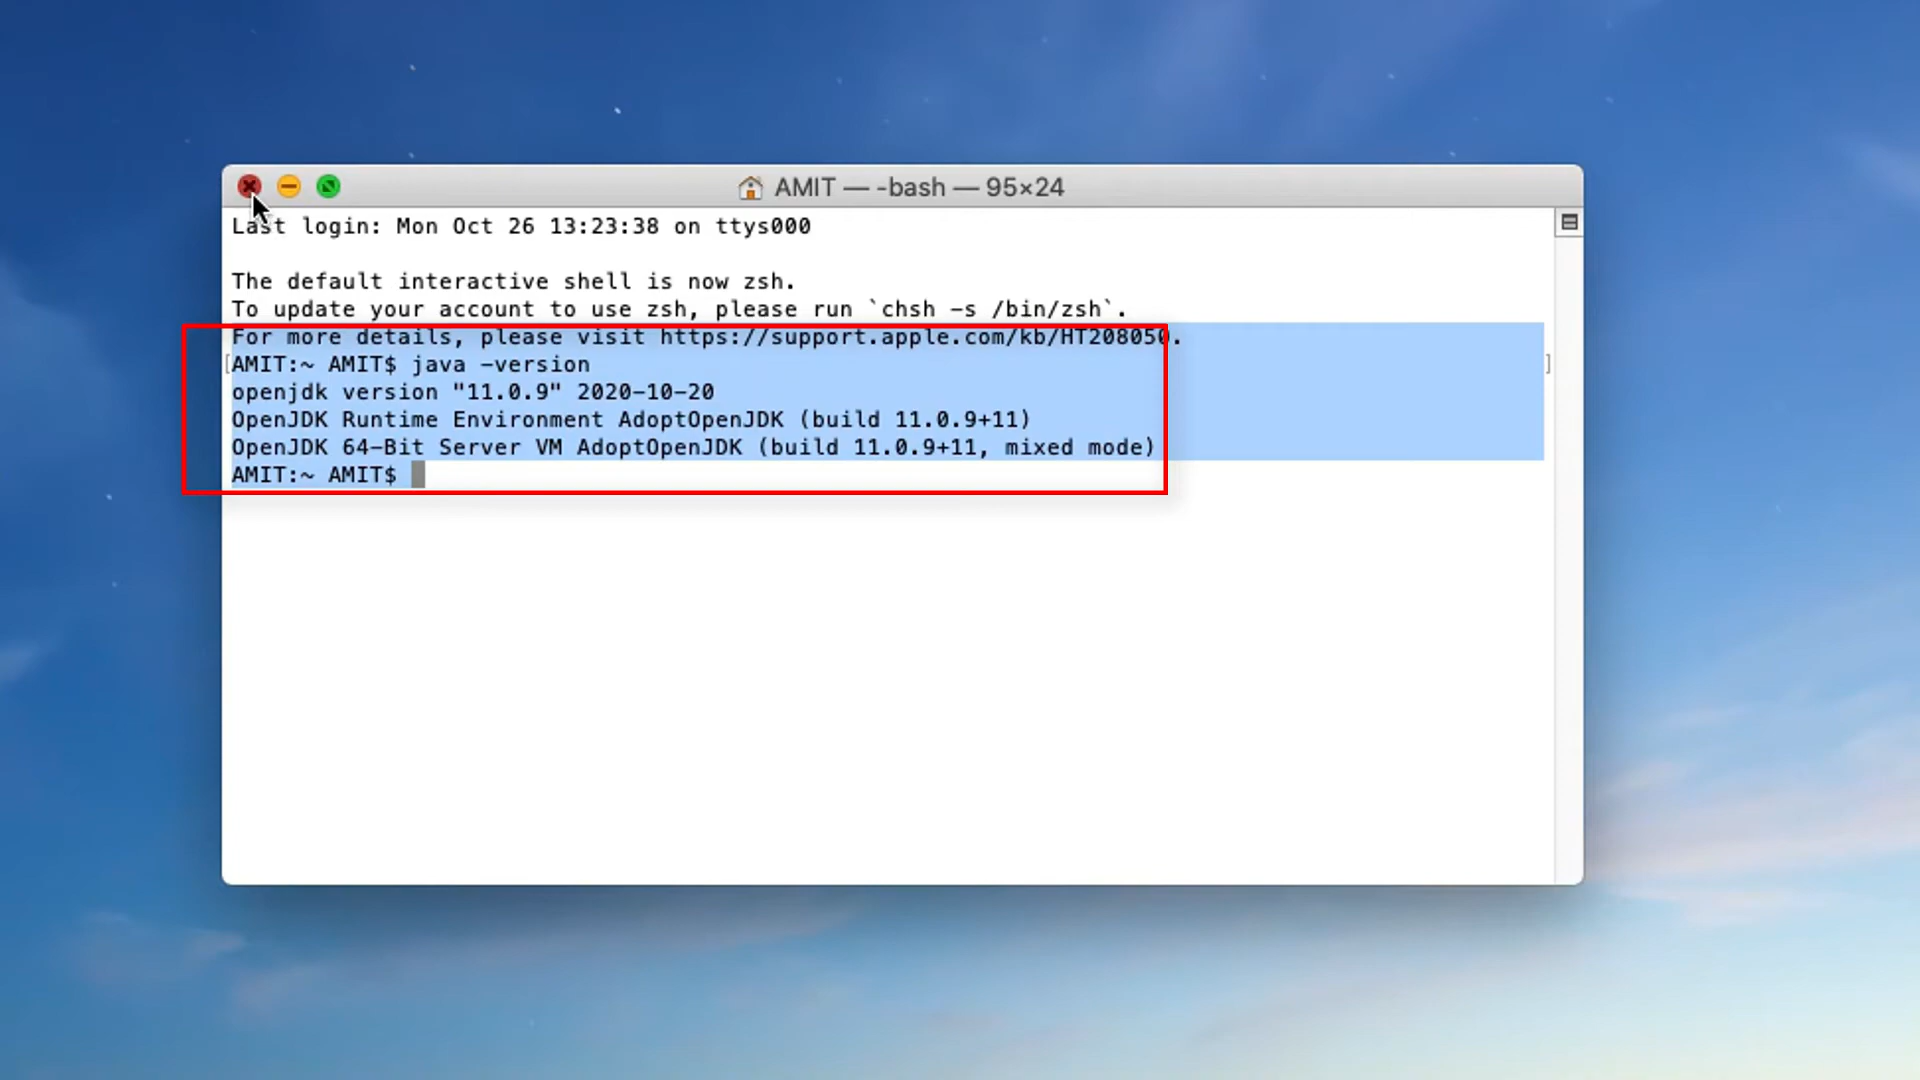 AMIT — -bash — 95×24
Last login: Mon Oct 26 13:23:38 on ttys000
The default interactive shell is now zsh.
To update your account to use zsh, please run `chsh -s /bin/zsh`.
For more details, please visit https://support.apple.com/kb/HT208050.
[AMIT:~ AMIT$ java -version ]
openjdk version "11.0.9" 2020-10-20
OpenJDK Runtime Environment AdoptOpenJDK (build 11.0.9+11)
OpenJDK 64-Bit Server VM AdoptOpenJDK (build 11.0.9+11, mixed mode)
AMIT:~ AMIT$